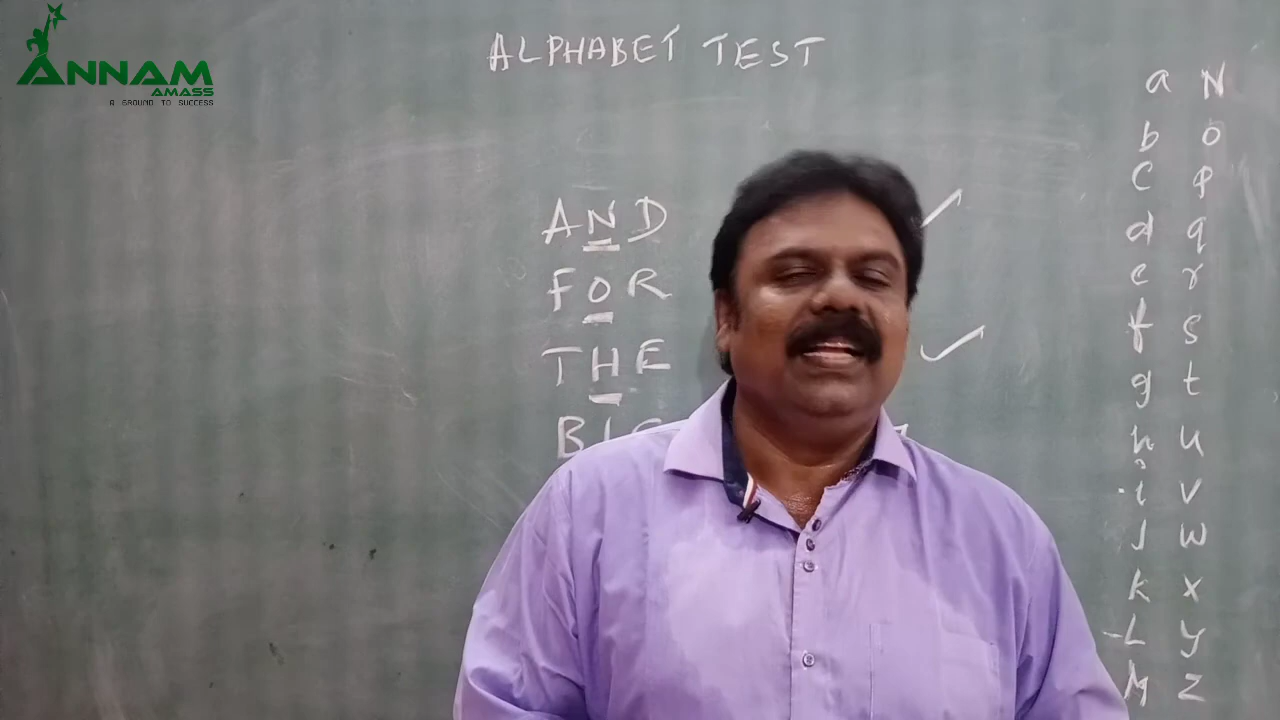 ANNAM
AMASS
A GROUND TO SUCCESS
ALPHABET TEST
AND
FOR
THE
a N
b o
C p
d q
e r
f s
g t
h u
i v
J W
K x
L y
M Z